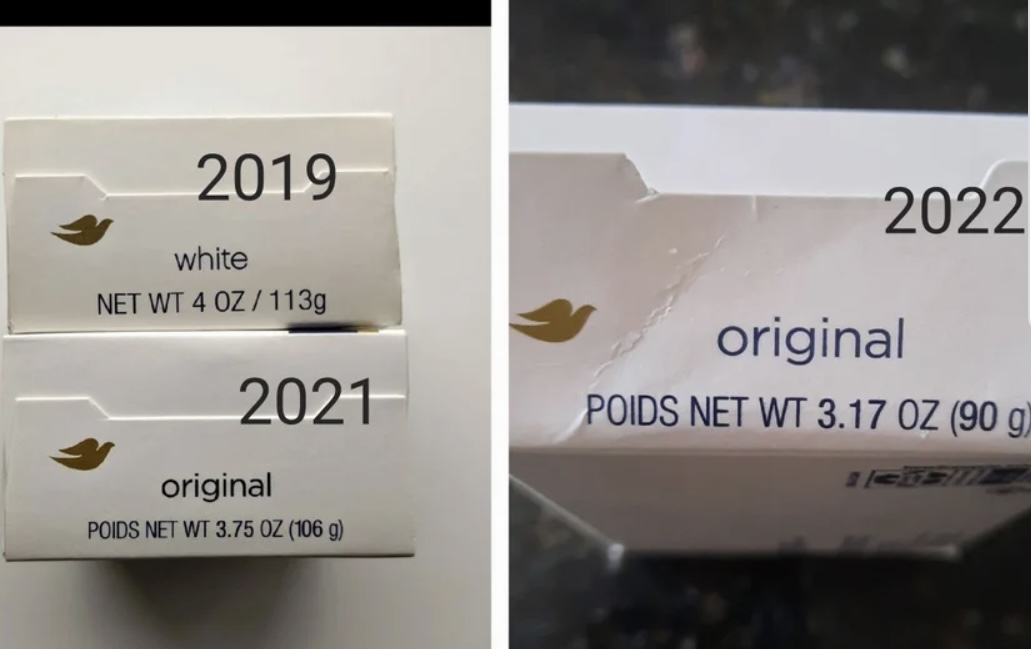 2019
white
NET WT 4 OZ / 113g
2021
original
POIDS NET WT 3.75 OZ (106 g)
2022
original
POIDS NET WT 3.17 OZ (90 g)